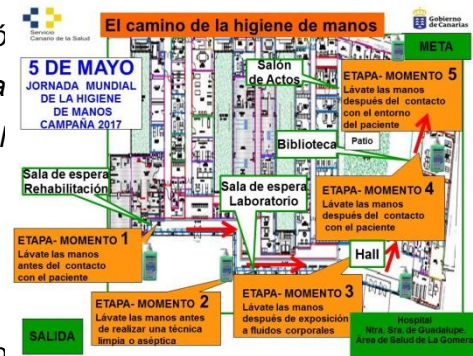 Servicio
Canario de la Salud
El camino de la higiene de manos
Gobierno
de Canarias
META
5 DE MAYO
JORNADA MUNDIAL
DE LA HIGIENE
DE MANOS
CAMPAÑA 2017
Salón
de Actos
ETAPA- MOMENTO 5
Lávate las manos
después del contacto
con el entorno
del paciente
Biblioteca
Patio
Sala de espera
Rehabilitación
Sala de espera
Laboratorio
ETAPA- MOMENTO 4
Lávate las manos
después del contacto
con el paciente
ETAPA- MOMENTO 1
Lávate las manos
antes del contacto
con el paciente
Hall
ETAPA- MOMENTO 2
Lávate las manos antes
de realizar una técnica
limpia o aséptica
ETAPA- MOMENTO 3
Lávate las manos
después de exposición
a fluidos corporales
SALIDA
Hospital
Ntra. Sra. de Guadalupe.
Área de Salud de La Gomera